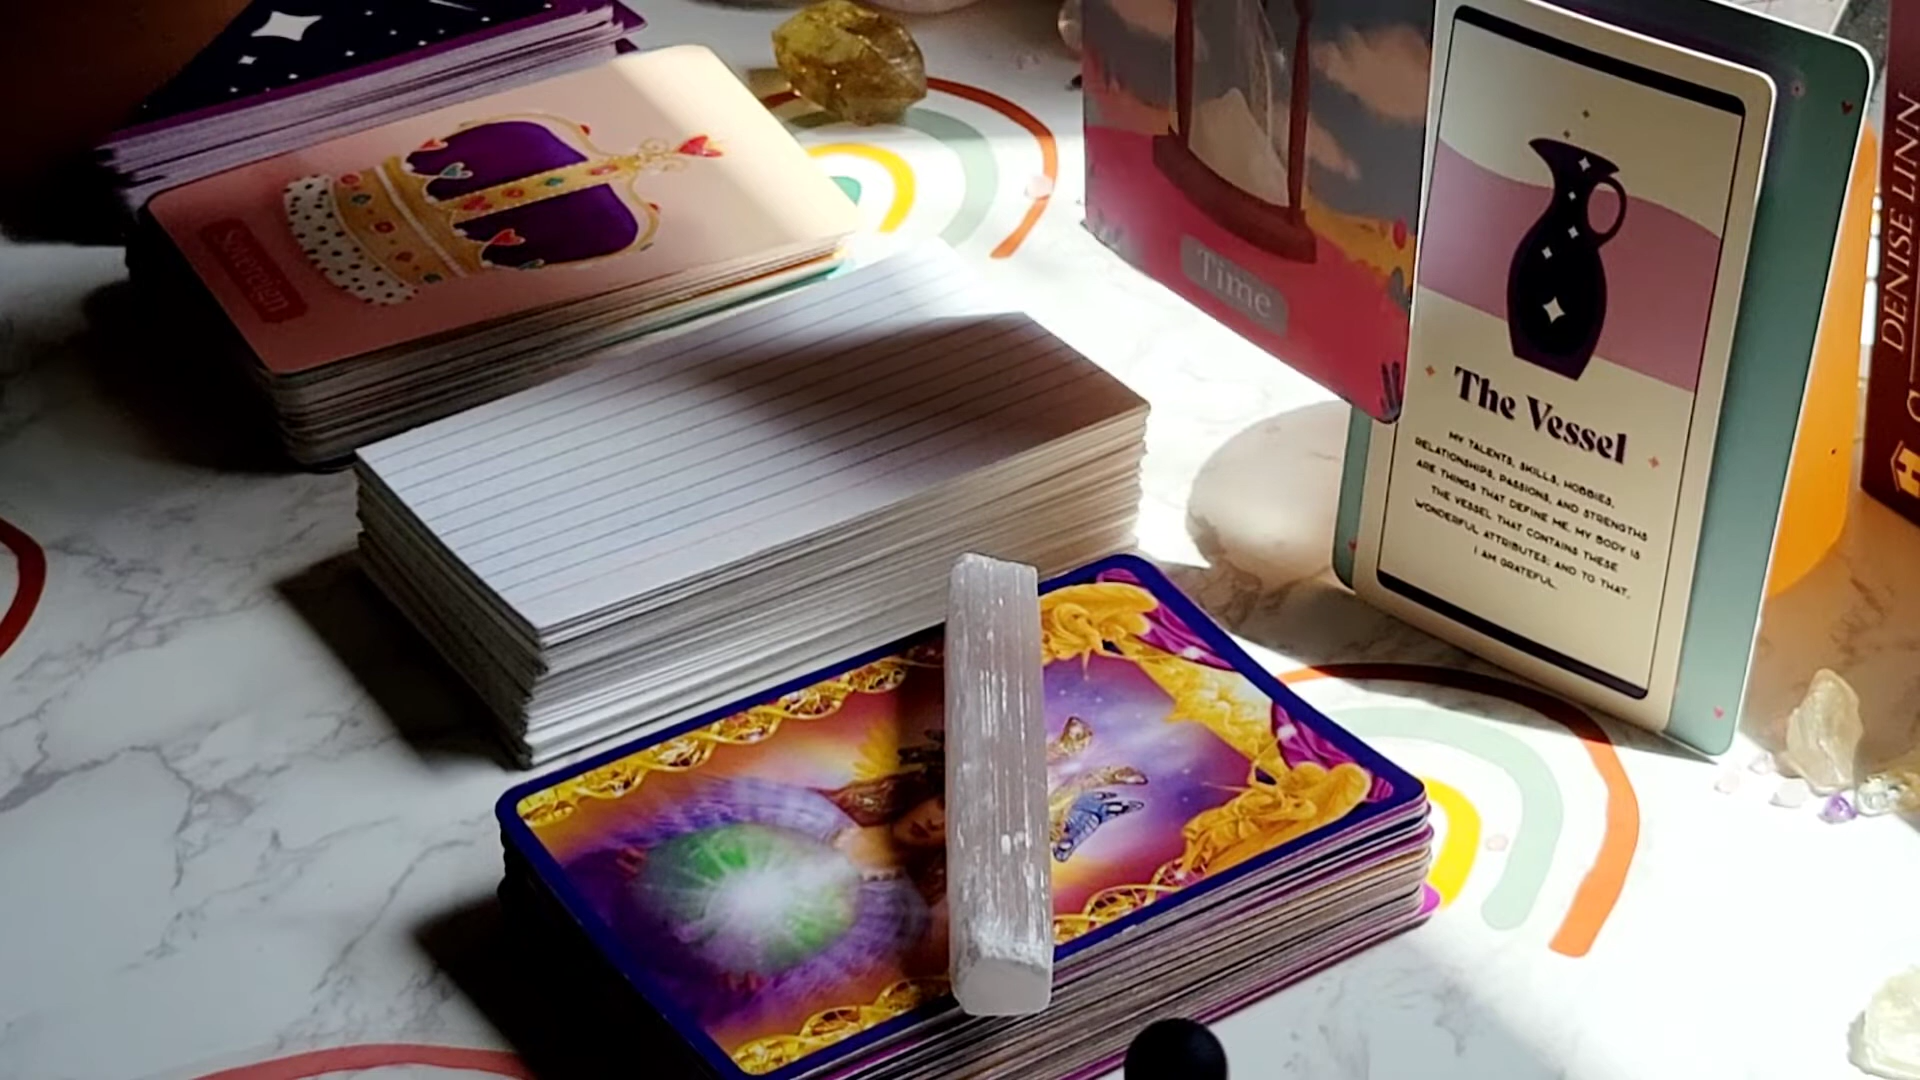 Sovereign
Time
The Vessel
MY TALENTS, SKILLS, HOBBIES,
RELATIONSHIPS, PASSIONS, AND STRENGTHS
ARE THINGS THAT DEFINE ME. MY BODY IS
THE VESSEL THAT CONTAINS THESE
WONDERFUL ATTRIBUTES; AND TO THAT,
I AM GRATEFUL.
DENISE LINN